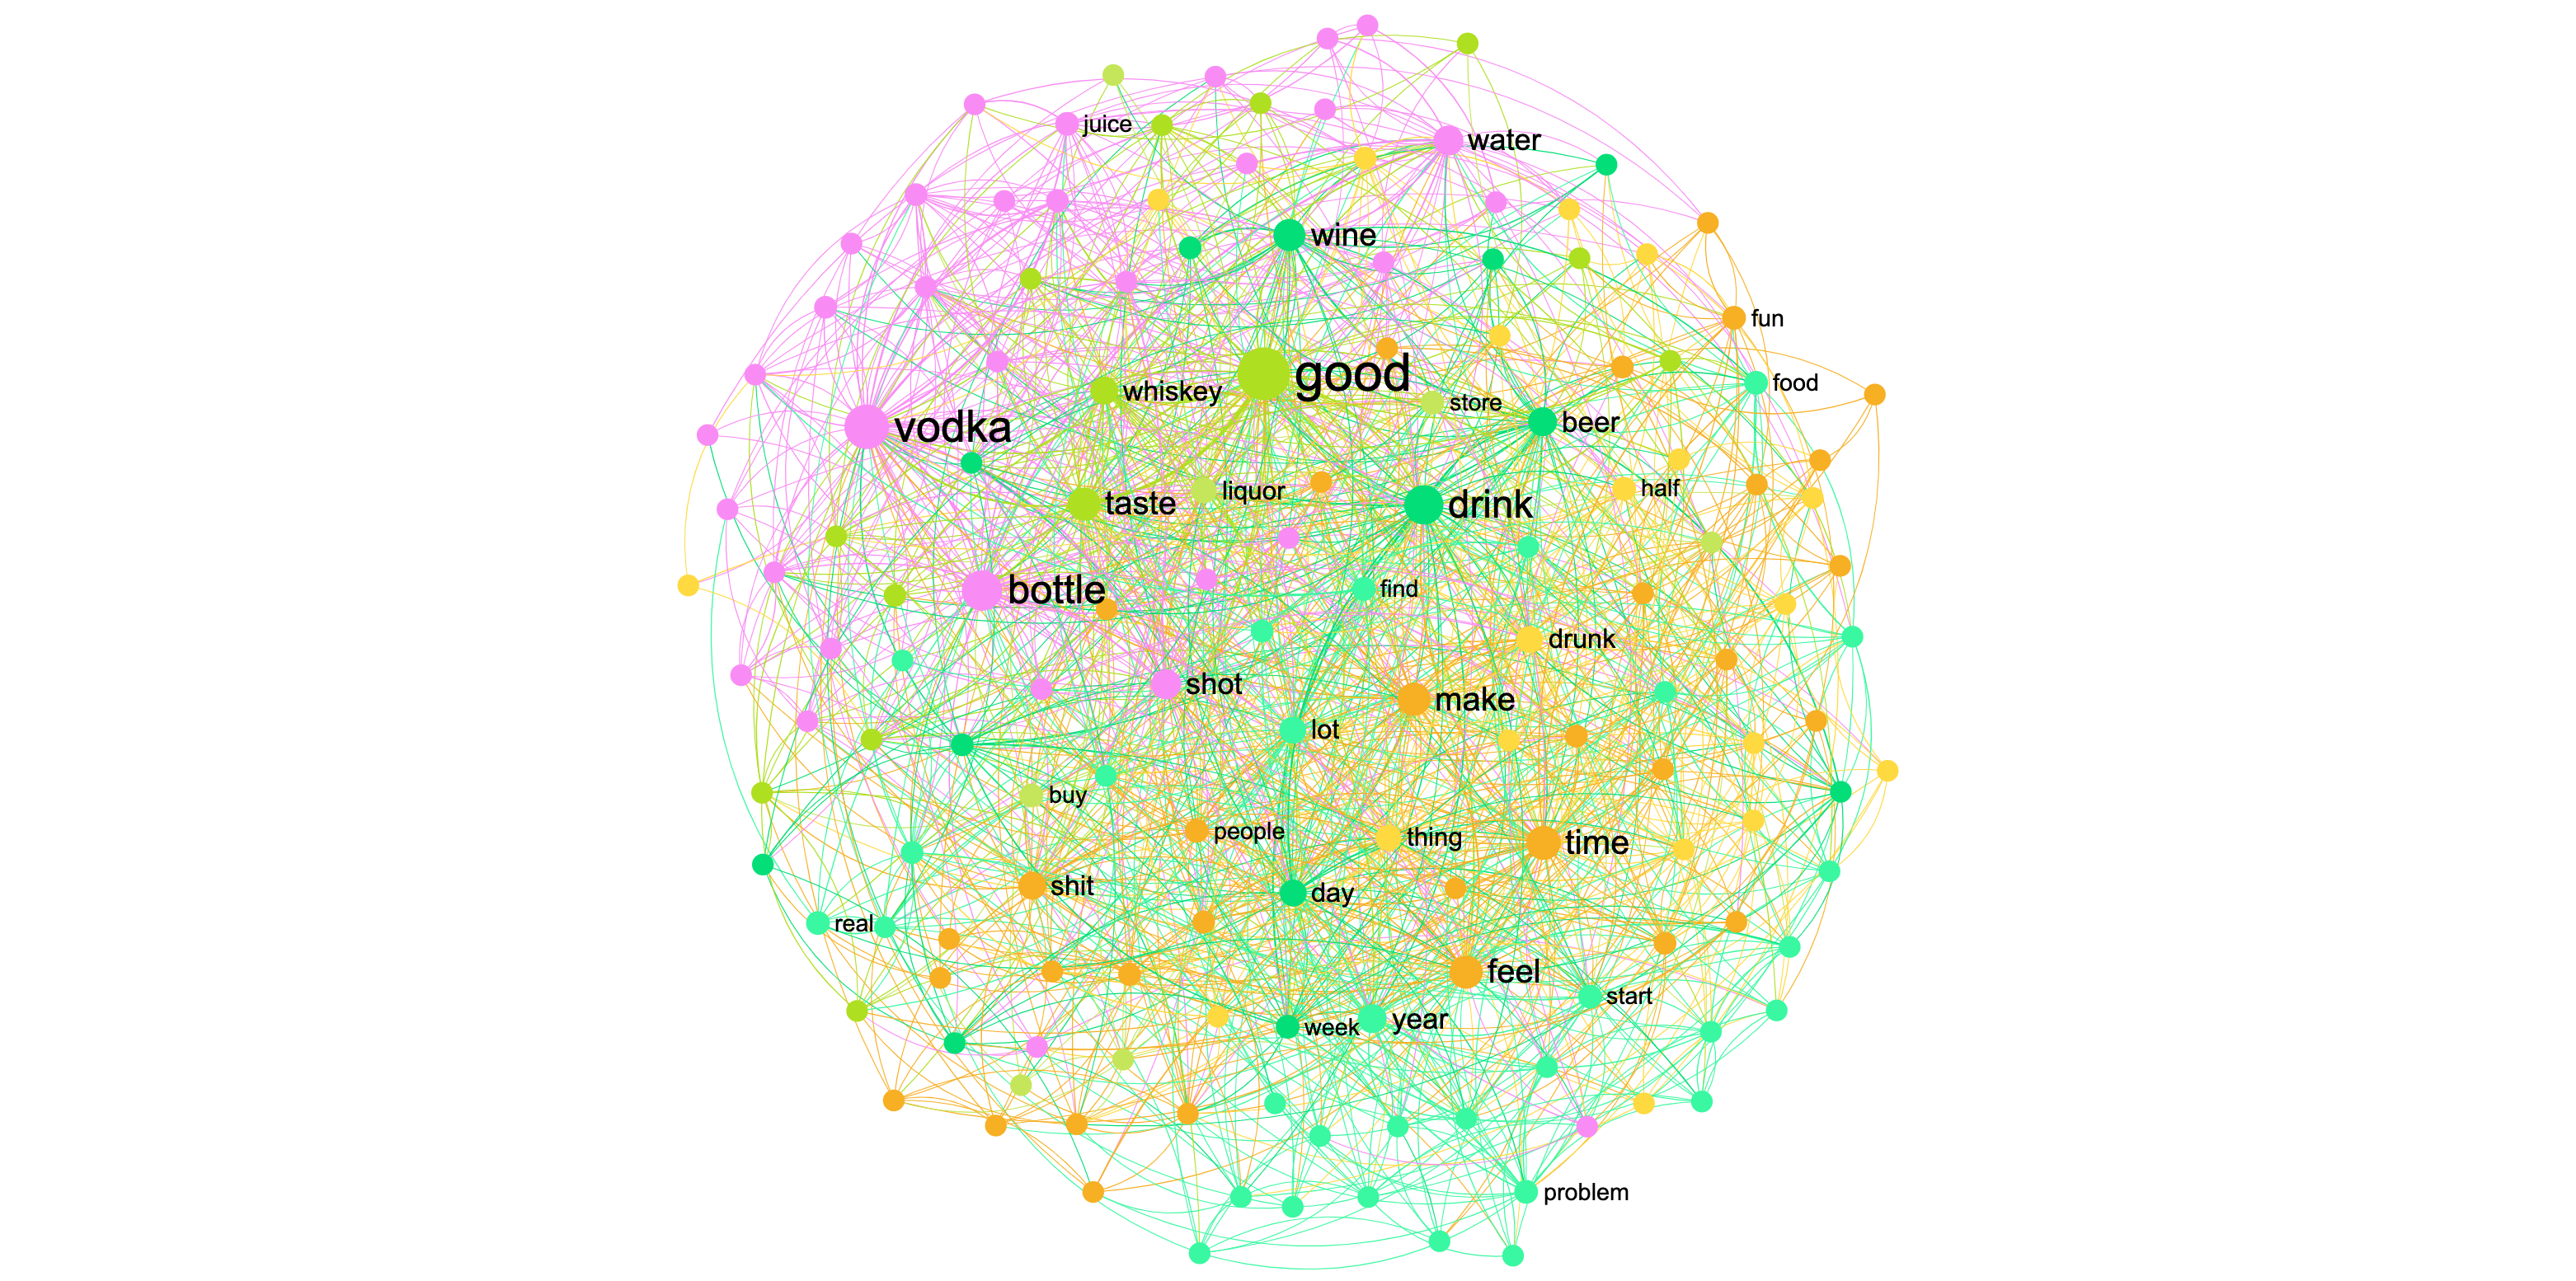 juice
water
wine
fun
good
food
whiskey
store
vodka
beer
half
liquor
taste
drink
find
bottle
drunk
shot
make
lot
buy
people
thing
time
shit
day
real
feel
start
year
week
problem